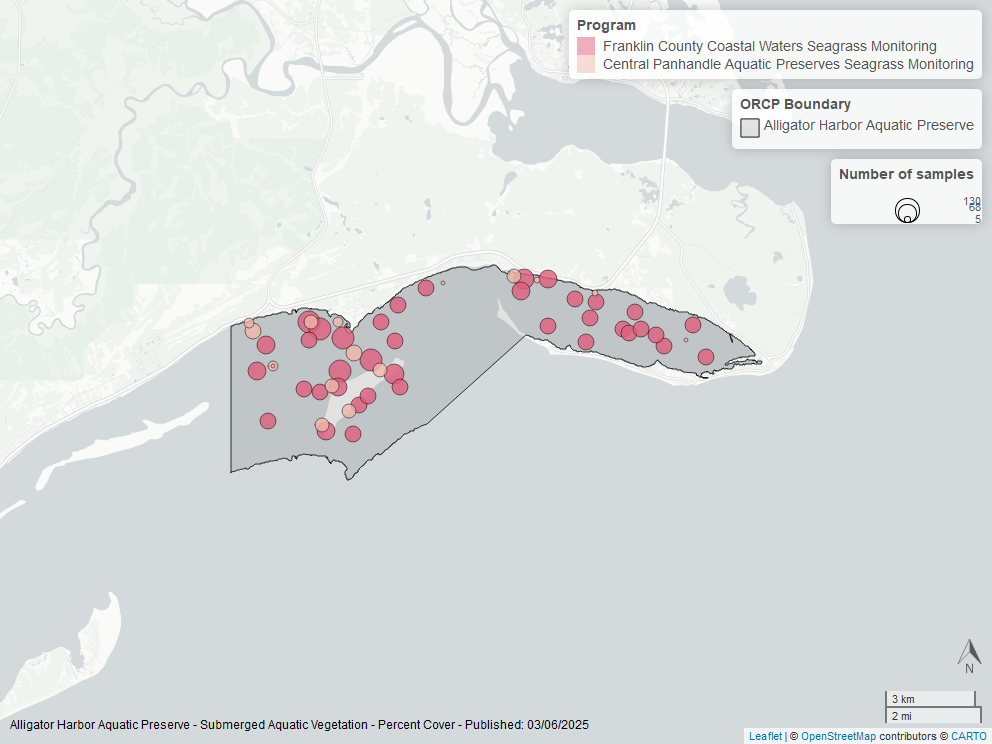 Program
Franklin County Coastal Waters Seagrass Monitoring
Central Panhandle Aquatic Preserves Seagrass Monitoring
ORCP Boundary
Alligator Harbor Aquatic Preserve
Number of samples
130
68
5
N
3 km
2 mi
Alligator Harbor Aquatic Preserve - Submerged Aquatic Vegetation - Percent Cover - Published: 03/06/2025
Leaflet | © OpenStreetMap contributors © CARTO